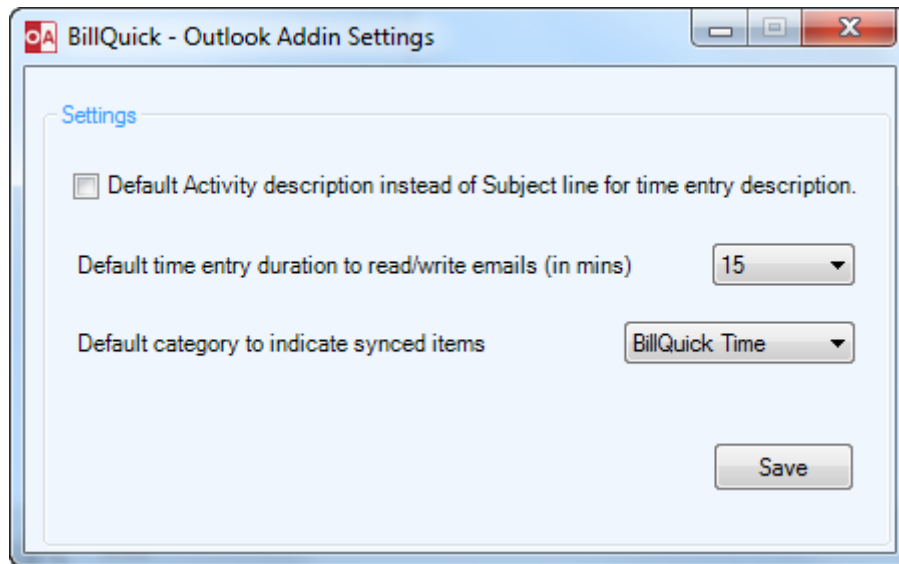 OA BillQuick - Outlook Addin Settings
Settings
Default Activity description instead of Subject line for time entry description.
Default time entry duration to read/write emails (in mins) 15
Default category to indicate synced items BillQuick Time
Save